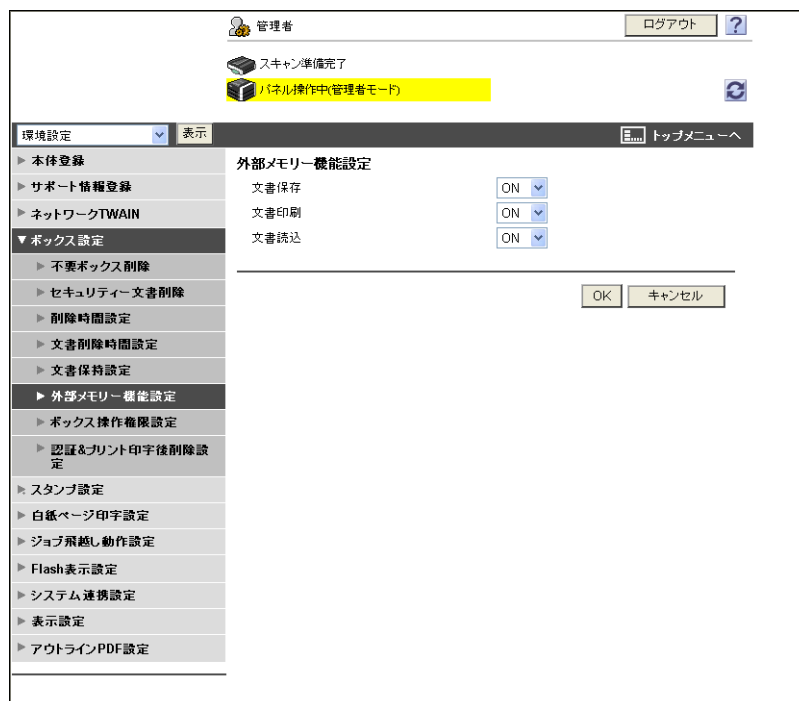 管理者
ログアウト
?
スキャン準備完了
パネル操作中(管理者モード)
環境設定
表示
トップメニューへ
本体登録
サポート情報登録
ネットワークTWAIN
ボックス設定
不要ボックス削除
セキュリティー文書削除
削除時間設定
文書削除時間設定
文書保持設定
外部メモリー機能設定
ボックス操作権限設定
認証&プリント印字後削除設
定
スタンプ設定
白紙ページ印字設定
ジョブ飛越し動作設定
Flash表示設定
システム連携設定
表示設定
アウトラインPDF設定
外部メモリー機能設定
文書保存 ON
文書印刷 ON
文書読込 ON
OK キャンセル